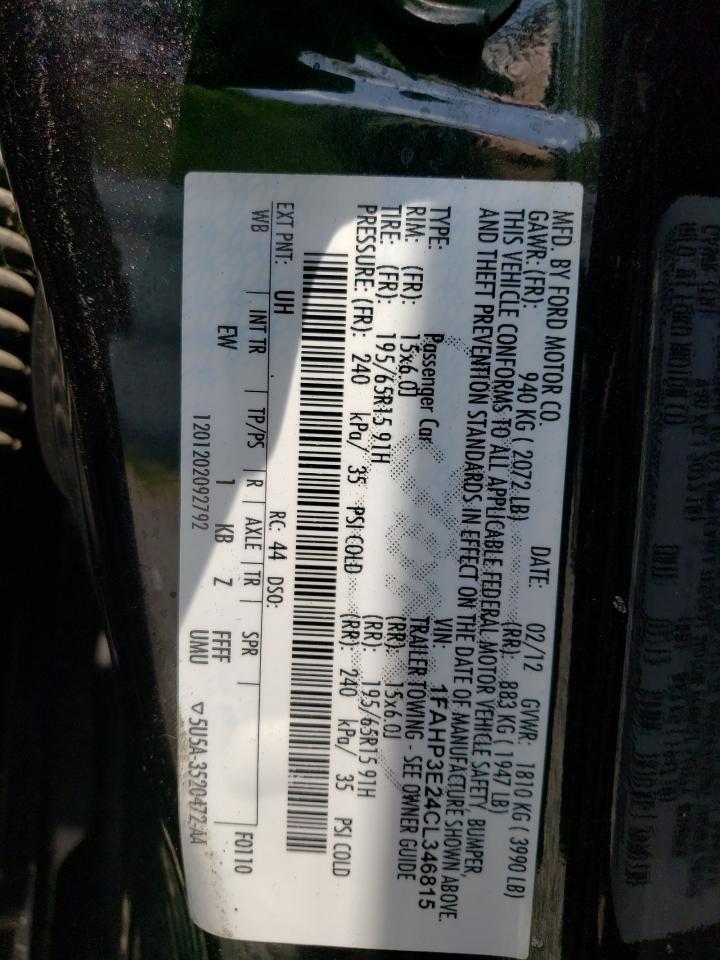 MFD. BY FORD MOTOR CO.
DATE: 02/12 GVWR: 1810 KG ( 3990 LB)
GAWR: (FR): 940 KG ( 2072 LB) (RR): 883 KG ( 1947 LB)
THIS VEHICLE CONFORMS TO ALL APPLICABLE FEDERAL MOTOR VEHICLE SAFETY, BUMPER,
AND THEFT PREVENTION STANDARDS IN EFFECT ON THE DATE OF MANUFACTURE SHOWN ABOVE.
VIN: 1FAHP3E24CL346815
TYPE: Passenger Car TRAILER TOWING - SEE OWNER GUIDE
RIM: (FR): 15x6.0J (RR): 15x6.0J
TIRE: (FR): 195/65R15 91H (RR): 195/65R15 91H
PRESSURE: (FR): 240 kPa/ 35 PSI COLD (RR): 240 kPa/ 35 PSI COLD
EXT PNT: UH RC: 44 DSO: F0110
WB INT TR TP/PS R AXLE TR SPR
EW 1 KB Z FFFF
1201202092792 UMU ▽5U5A-3520472-AA